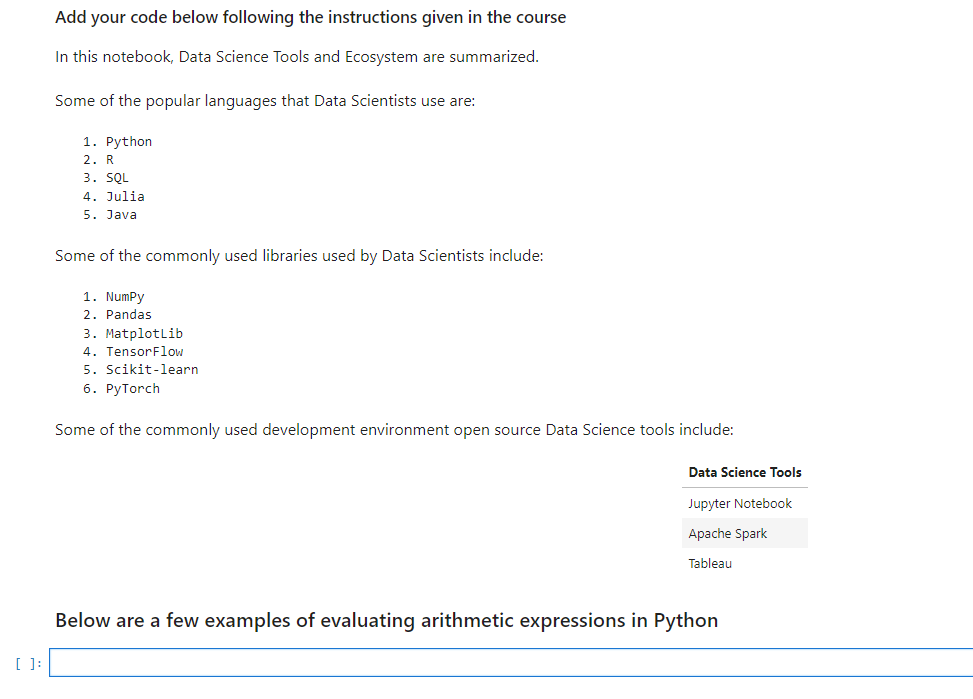 Add your code below following the instructions given in the course
In this notebook, Data Science Tools and Ecosystem are summarized.
Some of the popular languages that Data Scientists use are:
1. Python
2. R
3. SQL
4. Julia
5. Java
Some of the commonly used libraries used by Data Scientists include:
1. NumPy
2. Pandas
3. MatplotLib
4. TensorFlow
5. Scikit-learn
6. PyTorch
Some of the commonly used development environment open source Data Science tools include:
Data Science Tools
Jupyter Notebook
Apache Spark
Tableau
Below are a few examples of evaluating arithmetic expressions in Python
[ ]: